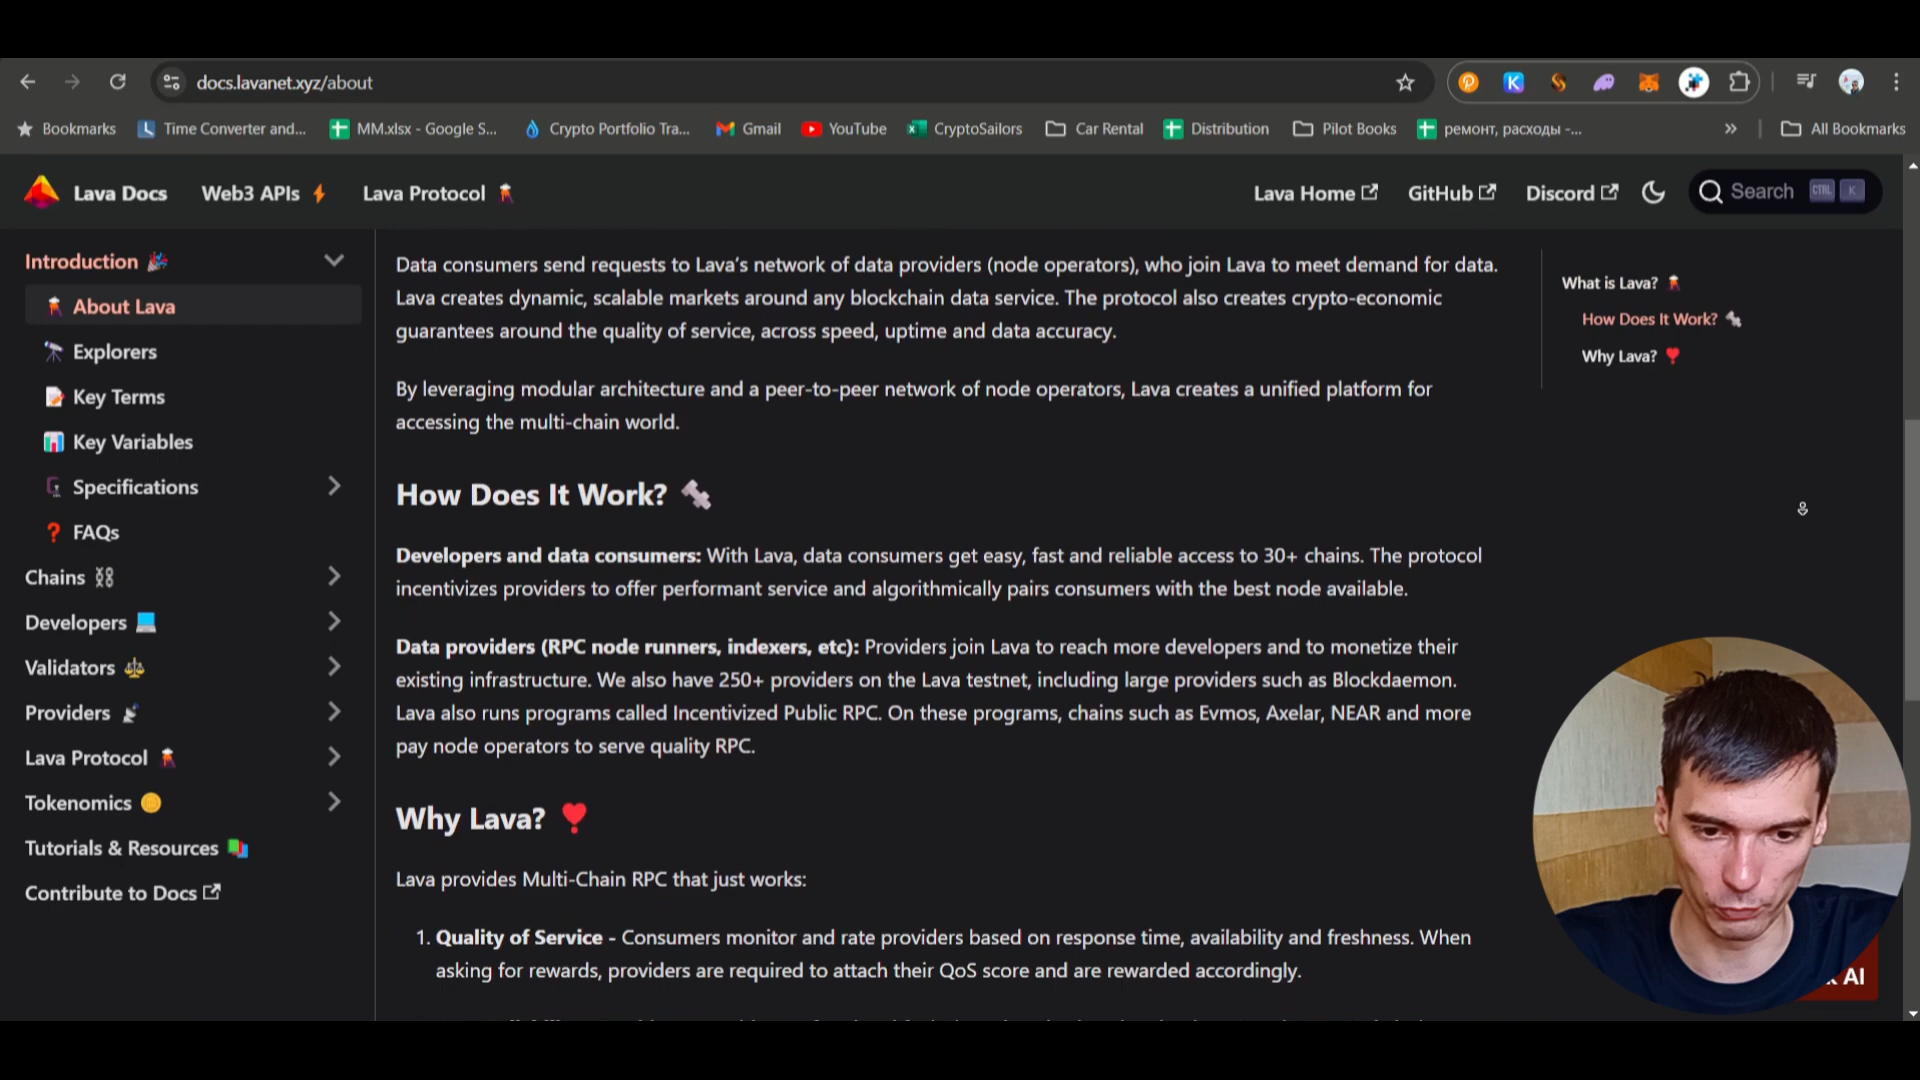 docs.lavanet.xyz/about
Bookmarks Time Converter and... MM.xlsx - Google S... Crypto Portfolio Tra... Gmail YouTube CryptoSailors Car Rental Distribution Pilot Books ремонт, расходы -... » All Bookmarks
Lava Docs Web3 APIs Lava Protocol Lava Home GitHub Discord Search CTRL K
Introduction
About Lava
Explorers
Key Terms
Key Variables
Specifications
FAQs
Chains
Developers
Validators
Providers
Lava Protocol
Tokenomics
Tutorials & Resources
Contribute to Docs
Data consumers send requests to Lava’s network of data providers (node operators), who join Lava to meet demand for data.
Lava creates dynamic, scalable markets around any blockchain data service. The protocol also creates crypto-economic
guarantees around the quality of service, across speed, uptime and data accuracy.
By leveraging modular architecture and a peer-to-peer network of node operators, Lava creates a unified platform for
accessing the multi-chain world.
How Does It Work?
Developers and data consumers: With Lava, data consumers get easy, fast and reliable access to 30+ chains. The protocol
incentivizes providers to offer performant service and algorithmically pairs consumers with the best node available.
Data providers (RPC node runners, indexers, etc): Providers join Lava to reach more developers and to monetize their
existing infrastructure. We also have 250+ providers on the Lava testnet, including large providers such as Blockdaemon.
Lava also runs programs called Incentivized Public RPC. On these programs, chains such as Evmos, Axelar, NEAR and more
pay node operators to serve quality RPC.
Why Lava?
Lava provides Multi-Chain RPC that just works:
1. Quality of Service - Consumers monitor and rate providers based on response time, availability and freshness. When
asking for rewards, providers are required to attach their QoS score and are rewarded accordingly.
What is Lava?
How Does It Work?
Why Lava?
AI